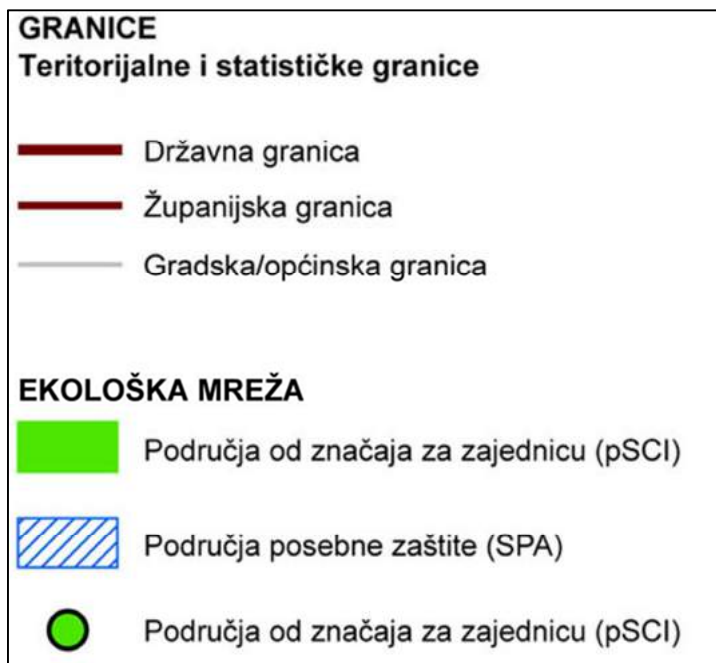 GRANICE
Teritorijalne i statističke granice
Državna granica
Županijska granica
Gradska/općinska granica
EKOLOŠKA MREŽA
Područja od značaja za zajednicu (pSCI)
Područja posebne zaštite (SPA)
Područja od značaja za zajednicu (pSCI)